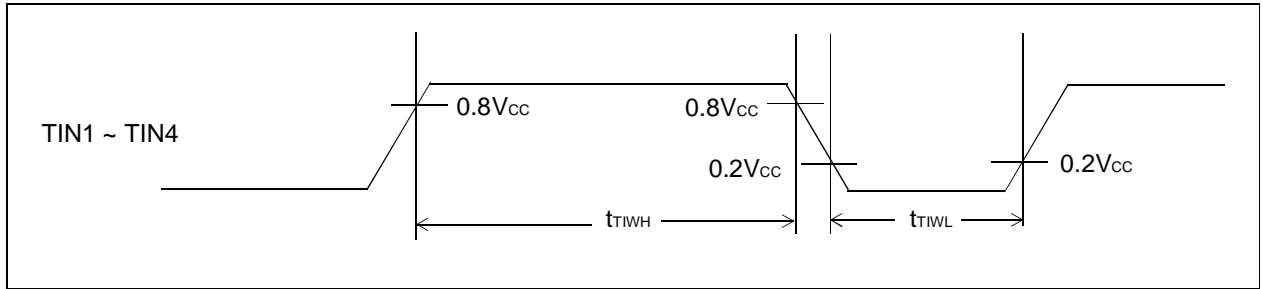 0.8Vcc 0.8Vcc
TIN1 ~ TIN4
0.2Vcc 0.2Vcc
tTIWH tTIWL